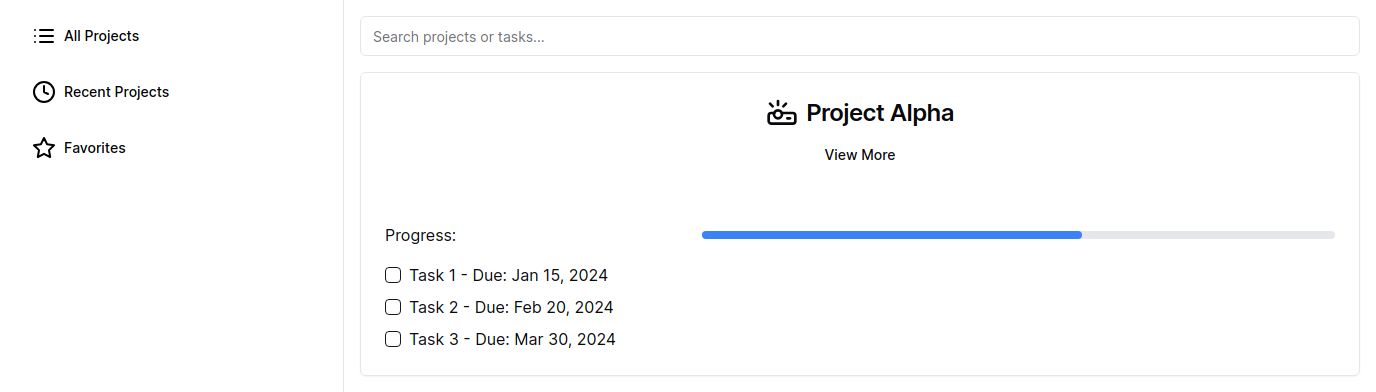 All Projects
Recent Projects
Favorites
Search projects or tasks...
Project Alpha
View More
Progress:
Task 1 - Due: Jan 15, 2024
Task 2 - Due: Feb 20, 2024
Task 3 - Due: Mar 30, 2024